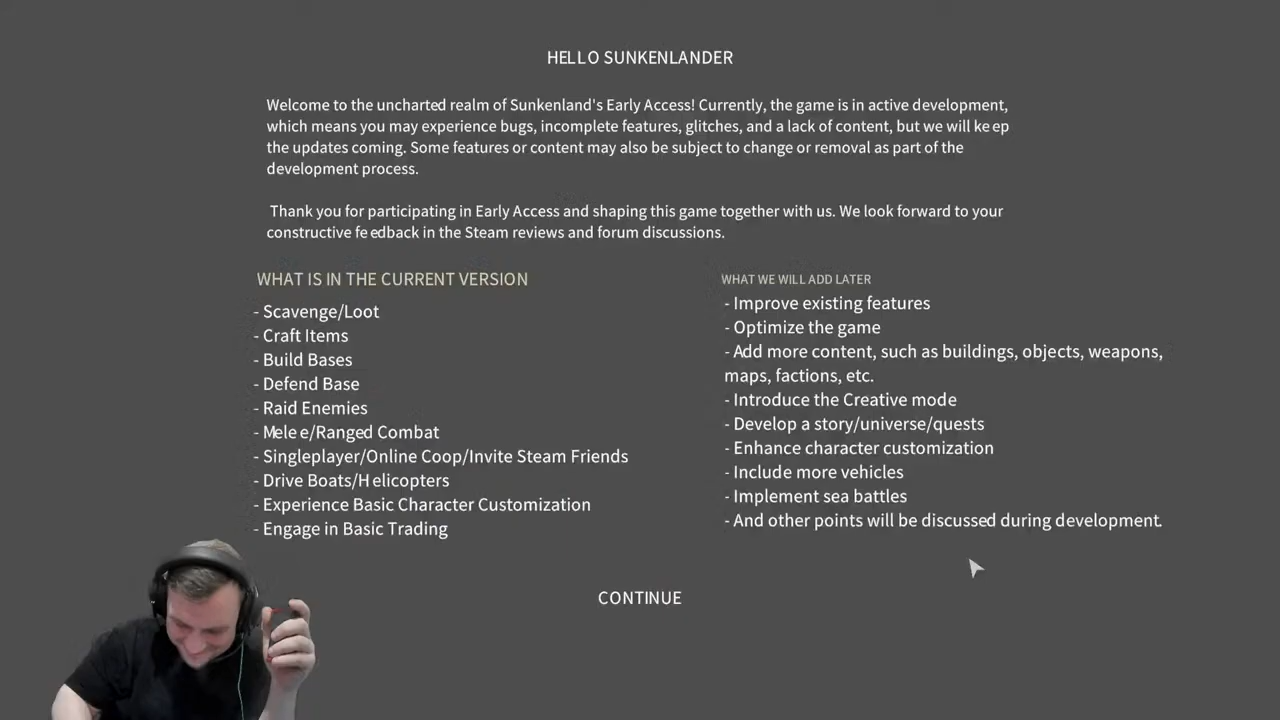 HELLO SUNKENLANDER
Welcome to the uncharted realm of Sunkenland's Early Access! Currently, the game is in active development,
which means you may experience bugs, incomplete features, glitches, and a lack of content, but we will keep
the updates coming. Some features or content may also be subject to change or removal as part of the
development process.
Thank you for participating in Early Access and shaping this game together with us. We look forward to your
constructive feedback in the Steam reviews and forum discussions.
WHAT IS IN THE CURRENT VERSION
- Scavenge/Loot
- Craft Items
- Build Bases
- Defend Base
- Raid Enemies
- Melee/Ranged Combat
- Singleplayer/Online Coop/Invite Steam Friends
- Drive Boats/Helicopters
- Experience Basic Character Customization
- Engage in Basic Trading
WHAT WE WILL ADD LATER
- Improve existing features
- Optimize the game
- Add more content, such as buildings, objects, weapons,
maps, factions, etc.
- Introduce the Creative mode
- Develop a story/universe/quests
- Enhance character customization
- Include more vehicles
- Implement sea battles
- And other points will be discussed during development.
CONTINUE